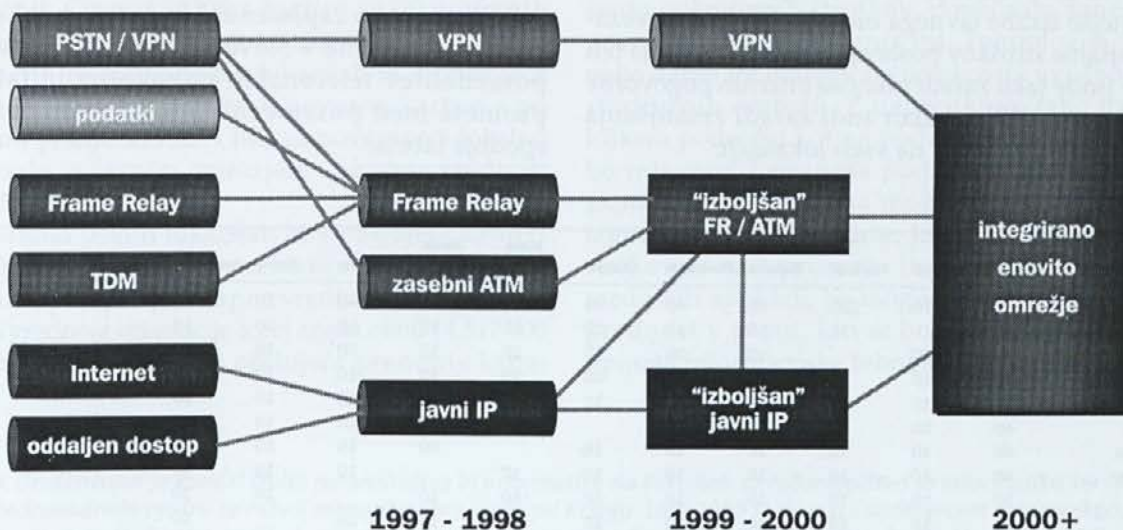 PSTN / VPN
VPN
VPN
podatki
Frame Relay
Frame Relay
"izboljšan"
FR / ATM
integrirano
enovito
omrežje
TDM
zasebni ATM
Internet
javni IP
"izboljšan"
javni IP
oddaljen dostop
1997 - 1998
1999 - 2000
2001+